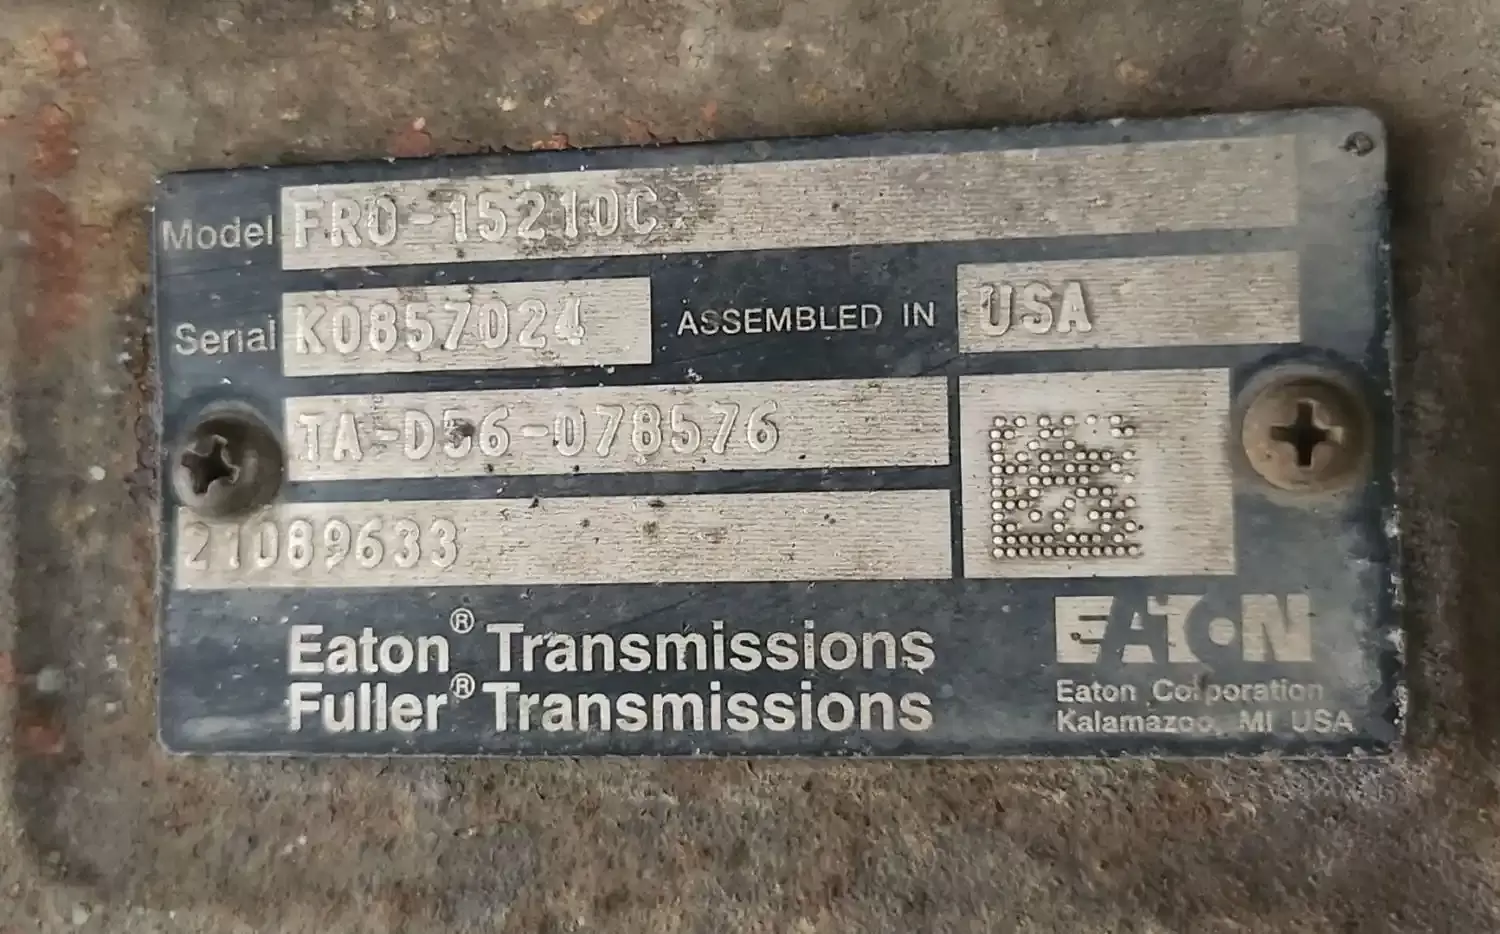 Model FRO-15210C
Serial K0857024 ASSEMBLED IN USA
TA-D56-078576
21089633
Eaton® Transmissions
Fuller® Transmissions
EATON
Eaton Corporation
Kalamazoo, MI USA